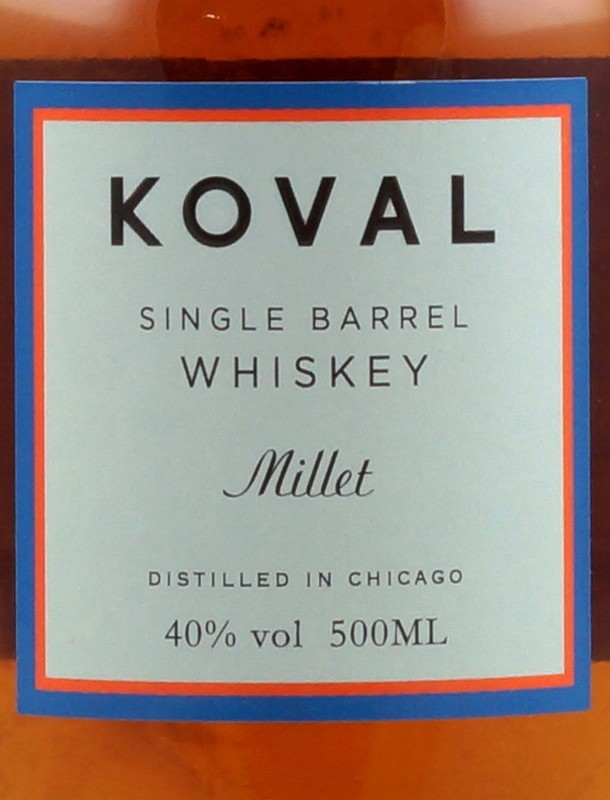 KOVAL
SINGLE BARREL
WHISKEY
Millet
DISTILLED IN CHICAGO
40% vol 500ML